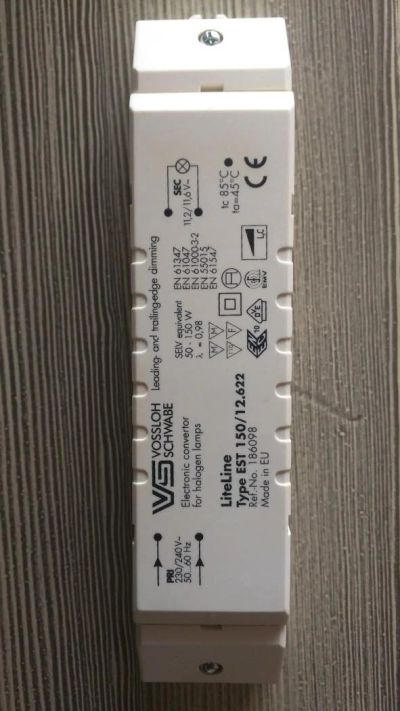 PRI
230/240V~
50...60 Hz
VS
VOSSLOH
SCHWABE
Leading- and trailing-edge dimming
Electronic convertor
for halogen lamps
SELV equivalent
50 - 150 W
λ = 0,98
EN 61347
EN 61047
EN 61000-3-2
EN 55015
EN 61547
SEC
11,2/11,6V~
LiteLine
Type EST 150/12.622
Ref.-No. 186098
Made in EU
M
M
F
10
D'E
L,C
tc 85°C
ta=45°C
CE